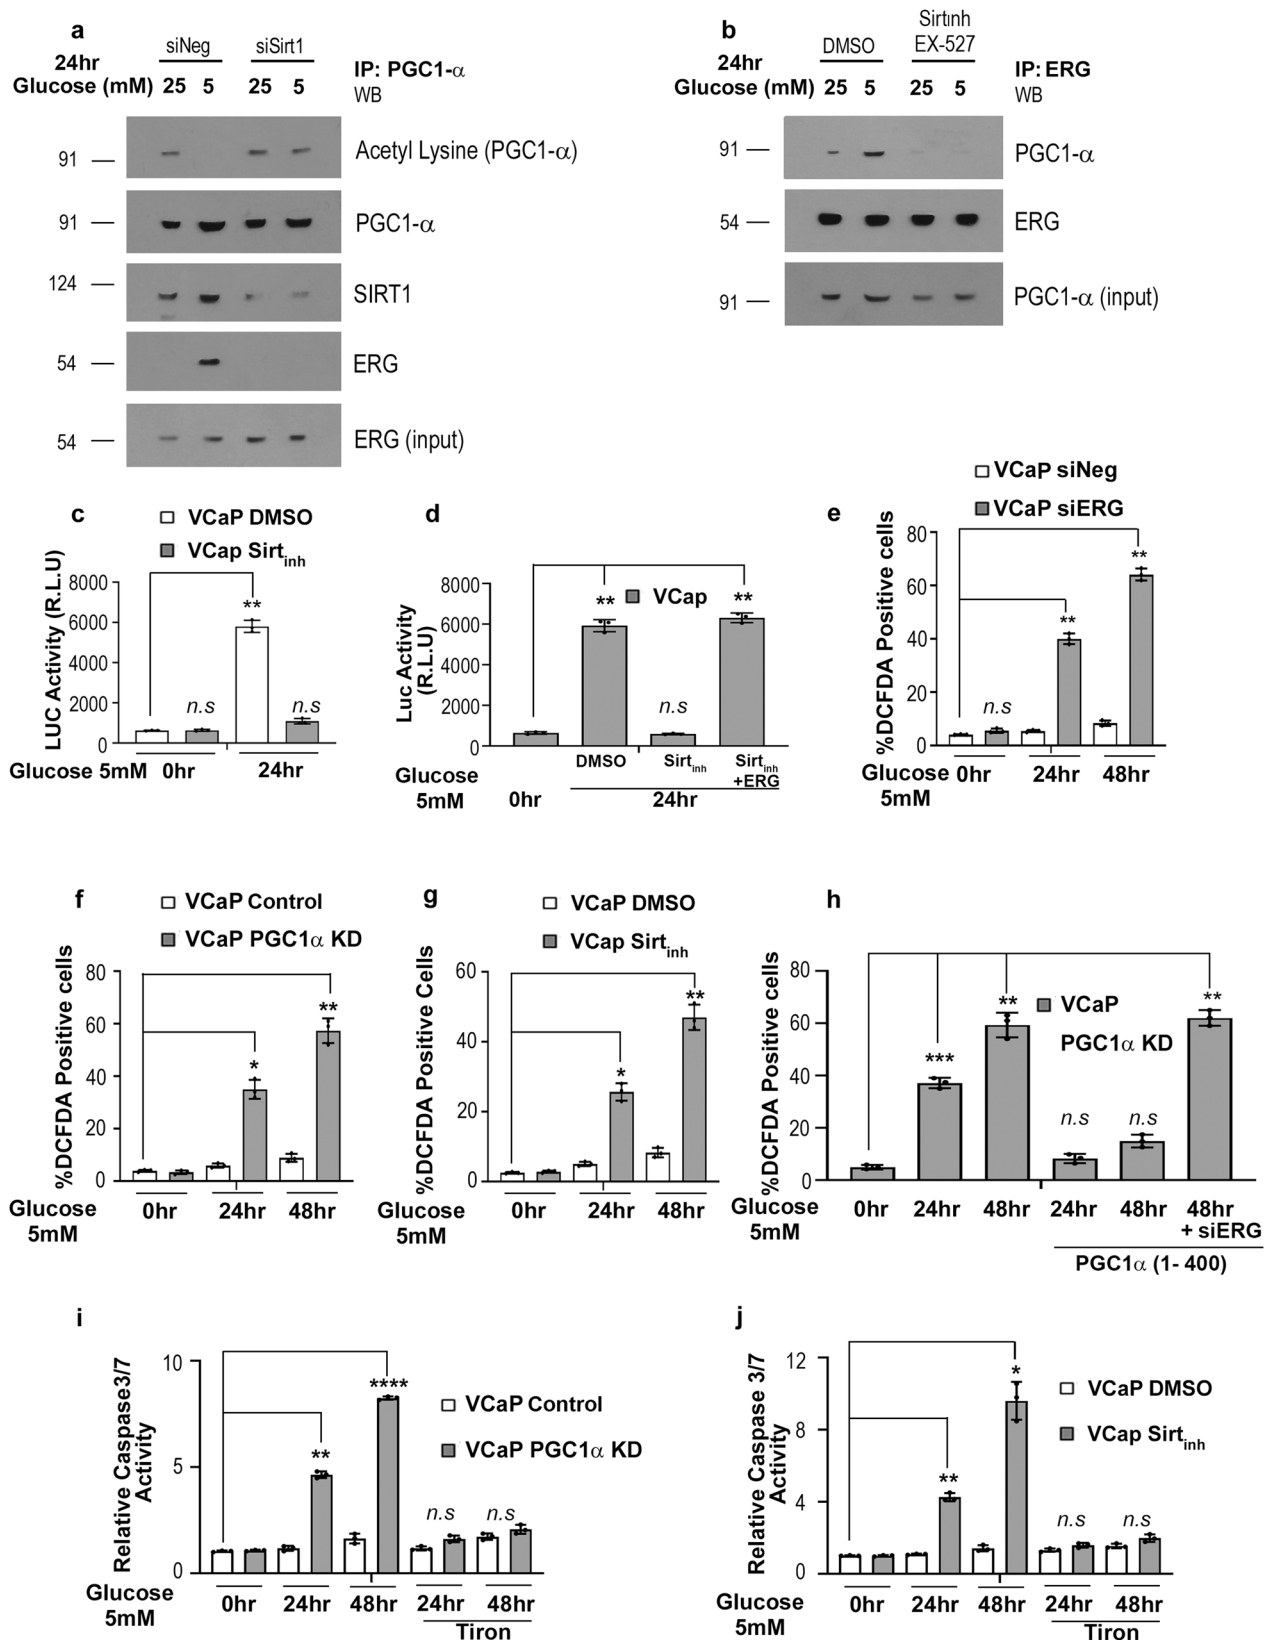 a
siNeg siSirt1
24hr
Glucose (mM) 25 5 25 5
IP: PGC1-α
WB
91
Acetyl Lysine (PGC1-α)
91
PGC1-α
124
SIRT1
54
ERG
54
ERG (input)
b
DMSO
Sirtinh
EX-527
24hr
Glucose (mM) 25 5 25 5
IP: ERG
WB
91
PGC1-α
54
ERG
91
PGC1-α (input)
c
VCaP DMSO
VCap Sirtinh
LUC Activity (R.L.U)
8000
6000
4000
2000
0
n.s
**
n.s
Glucose 5mM 0hr 24hr
d
VCap
Luc Activity
(R.L.U)
8000
6000
4000
2000
0
**
n.s
**
DMSO Sirtinh Sirtinh
+ERG
Glucose
5mM
0hr 24hr
e
VCaP siNeg
VCaP siERG
%DCFDA Positive cells
80
60
40
20
0
n.s
**
**
Glucose
5mM
0hr 24hr 48hr
f
VCaP Control
VCaP PGC1α KD
%DCFDA Positive cells
80
60
40
20
0
*
**
Glucose
5mM
0hr 24hr 48hr
g
VCaP DMSO
VCap Sirtinh
%DCFDA Positive Cells
60
40
20
0
*
**
Glucose
5mM
0hr 24hr 48hr
h
VCaP
PGC1α KD
%DCFDA Positive cells
80
60
40
20
0
***
**
n.s
n.s
**
Glucose
5mM
0hr 24hr 48hr 24hr 48hr 48hr
+ siERG
PGC1α (1- 400)
i
VCaP Control
VCaP PGC1α KD
Relative Caspase3/7
Activity
10
5
0
**
****
n.s
n.s
Glucose
5mM
0hr 24hr 48hr 24hr 48hr
Tiron
j
VCaP DMSO
VCap Sirtinh
Relative Caspase 3/7
Activity
12
8
4
0
**
*
n.s
n.s
Glucose
5mM
0hr 24hr 48hr 24hr 48hr
Tiron